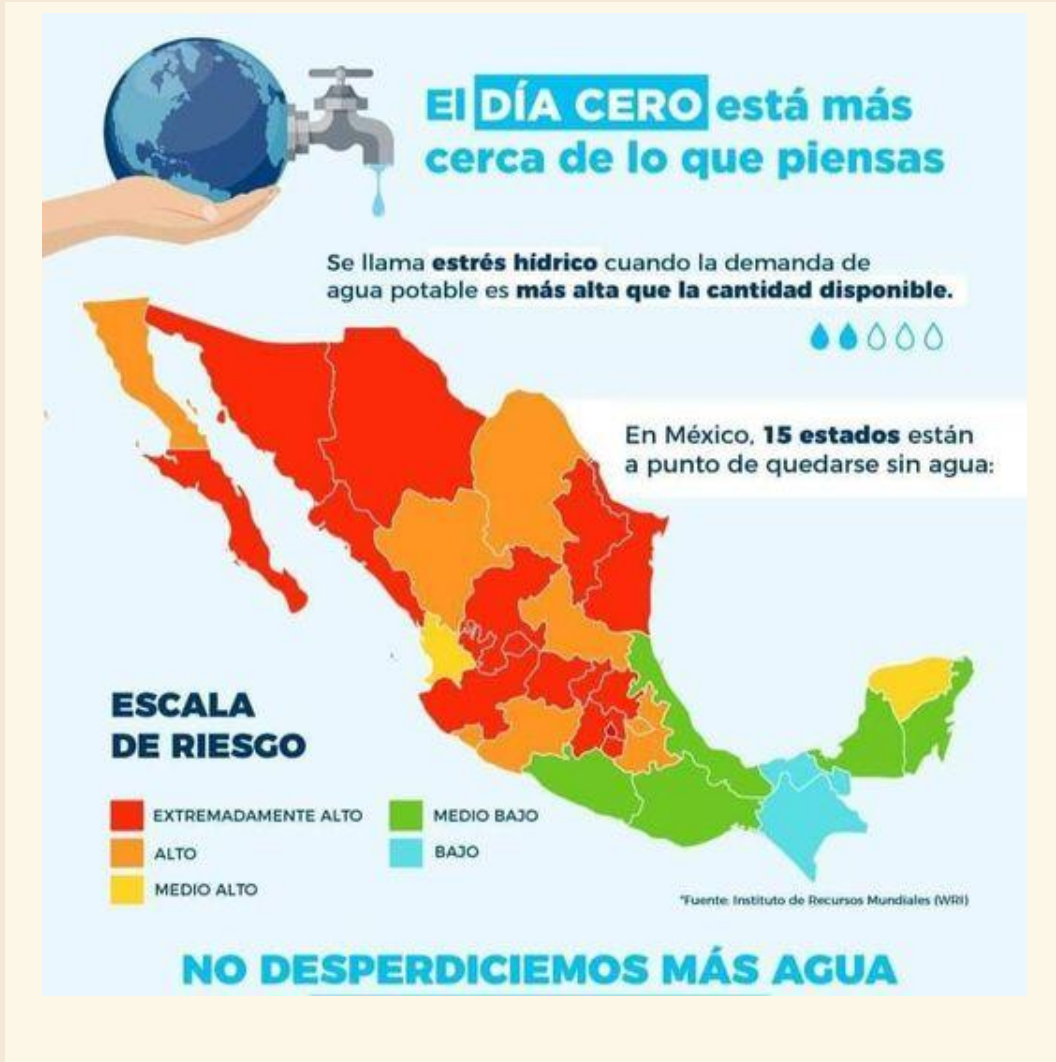 El DÍA CERO está más
cerca de lo que piensas
Se llama estrés hídrico cuando la demanda de
agua potable es más alta que la cantidad disponible.
En México, 15 estados están
a punto de quedarse sin agua:
ESCALA
DE RIESGO
EXTREMADAMENTE ALTO
ALTO
MEDIO ALTO
MEDIO BAJO
BAJO
*Fuente: Instituto de Recursos Mundiales (WRI)
NO DESPERDICIEMOS MÁS AGUA